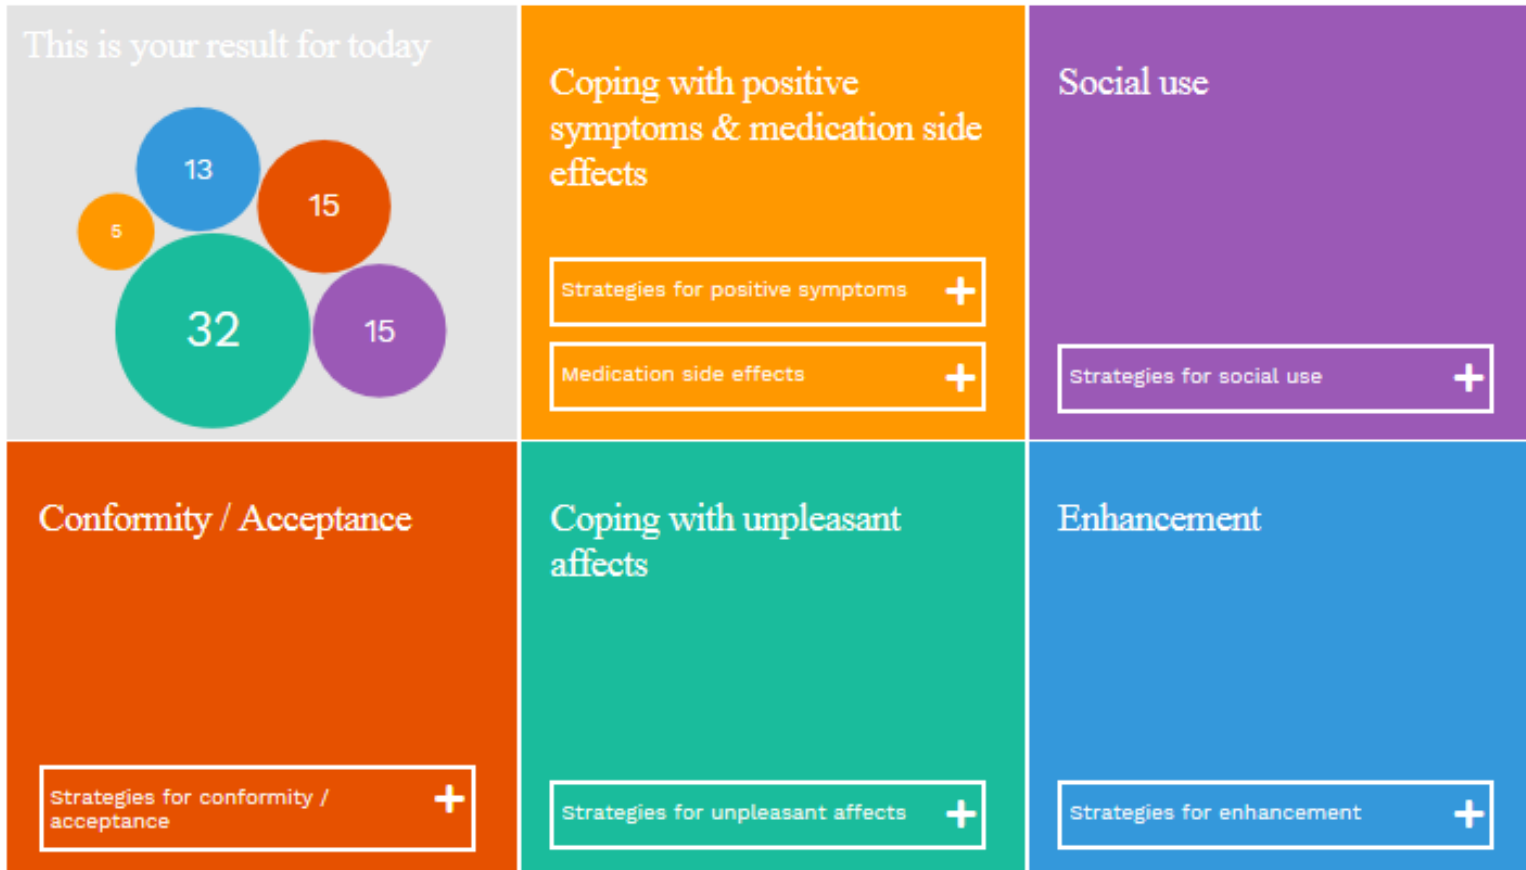 This is your result for today
13
15
5
32
15
Coping with positive
symptoms & medication side
effects
Strategies for positive symptoms
Medication side effects
Social use
Strategies for social use
Conformity / Acceptance
Strategies for conformity /
acceptance
Coping with unpleasant
affects
Strategies for unpleasant affects
Enhancement
Strategies for enhancement